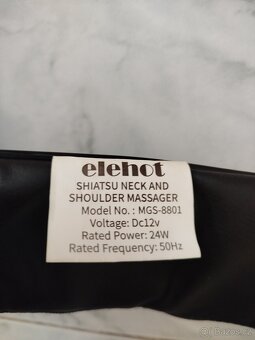 elehot
SHIATSU NECK AND
SHOULDER MASSAGER
Model No. : MGS-8801
Voltage: Dc12v
Rated Power: 24W
Rated Frequency: 50Hz